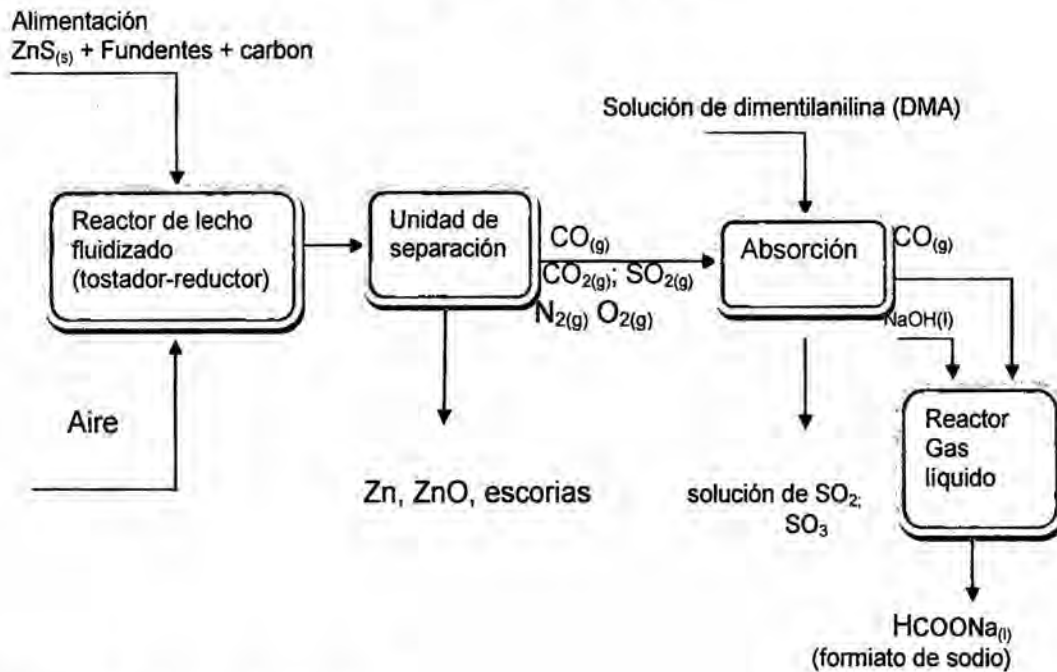 Alimentación
ZnS(s) + Fundentes + carbon
Solución de dimentilanilina (DMA)
Reactor de lecho
fluidizado
(tostador-reductor)
Unidad de
separación
CO(g)
CO2(g); SO2(g)
N2(g) O2(g)
Absorción
CO(g)
NaOH(l)
Aire
Reactor
Gas
líquido
Zn, ZnO, escorias
solución de SO2;
SO3
HCOONa(l)
(formiato de sodio)